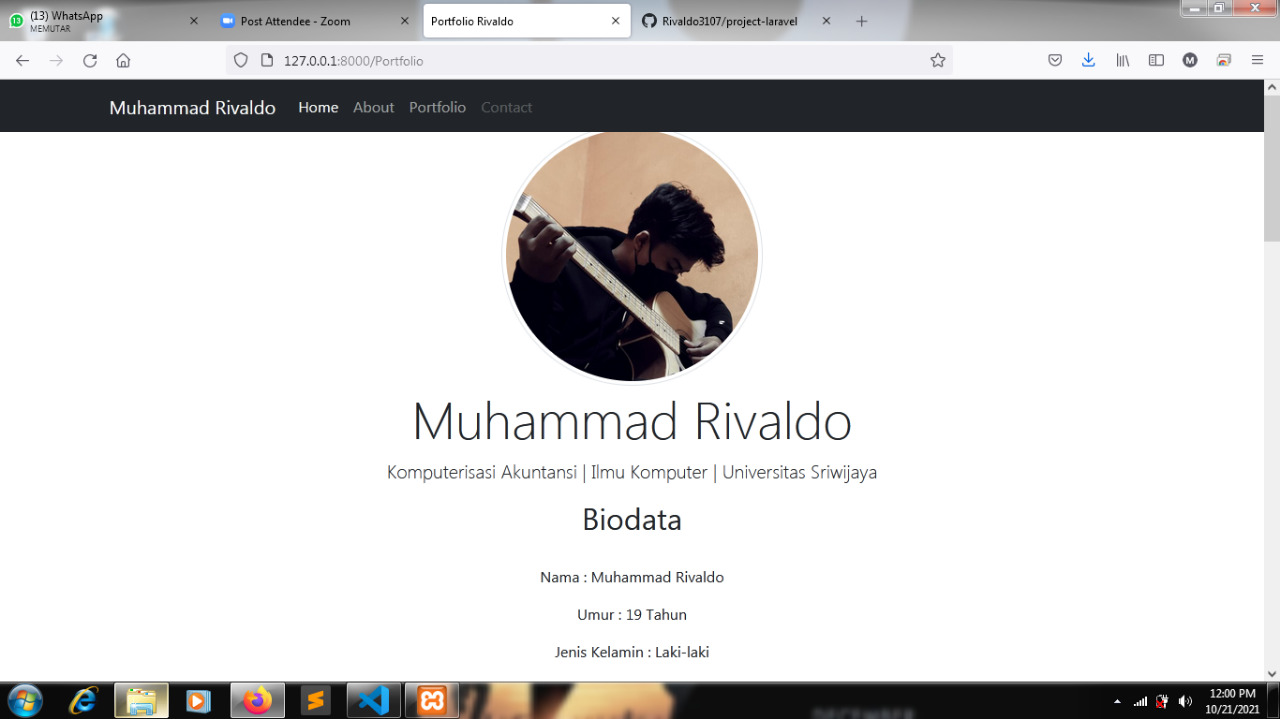 (13) WhatsApp
MEMUTAR
Post Attendee - Zoom
Portfolio Rivaldo
Rivaldo3107/project-laravel
127.0.0.1:8000/Portfolio
Muhammad Rivaldo Home About Portfolio Contact
Muhammad Rivaldo
Komputerisasi Akuntansi | Ilmu Komputer | Universitas Sriwijaya
Biodata
Nama : Muhammad Rivaldo
Umur : 19 Tahun
Jenis Kelamin : Laki-laki
12:00 PM
10/21/2021